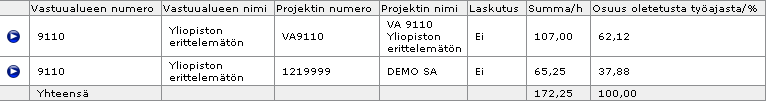 Vastuualueen numero Vastuualueen nimi Projektin numero Projektin nimi Laskutus Summa/h Osuus oletetusta työajasta/%
9110 Yliopiston erittelemätön VA9110 VA 9110 Yliopiston erittelemätön Ei 107,00 62,12
9110 Yliopiston erittelemätön 1219999 DEMO SA Ei 65,25 37,88
Yhteensä 172,25 100,00